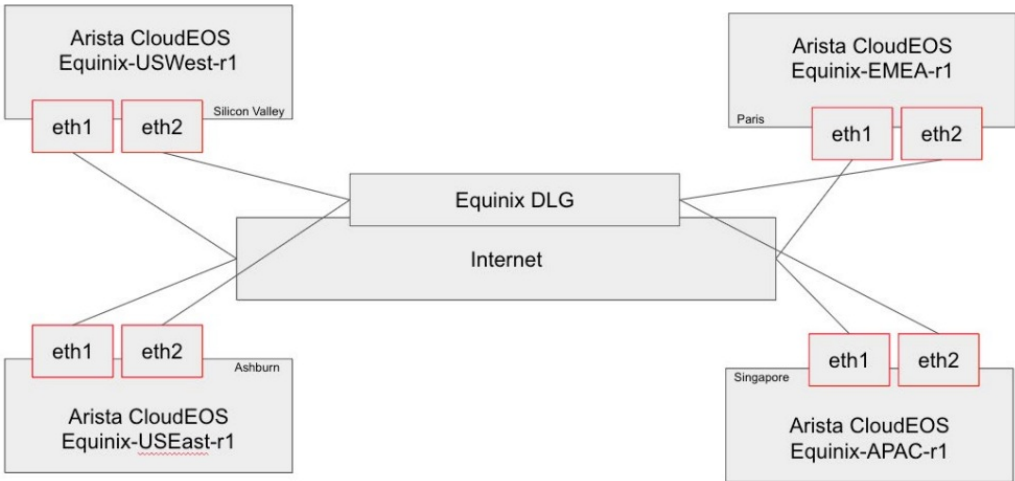 Arista CloudEOS
Equinix-USWest-r1
Silicon Valley
eth1
eth2
Arista CloudEOS
Equinix-EMEA-r1
Paris
eth1
eth2
Equinix DLG
Internet
eth1
eth2
Ashburn
Arista CloudEOS
Equinix-USEast-r1
eth1
eth2
Singapore
Arista CloudEOS
Equinix-APAC-r1